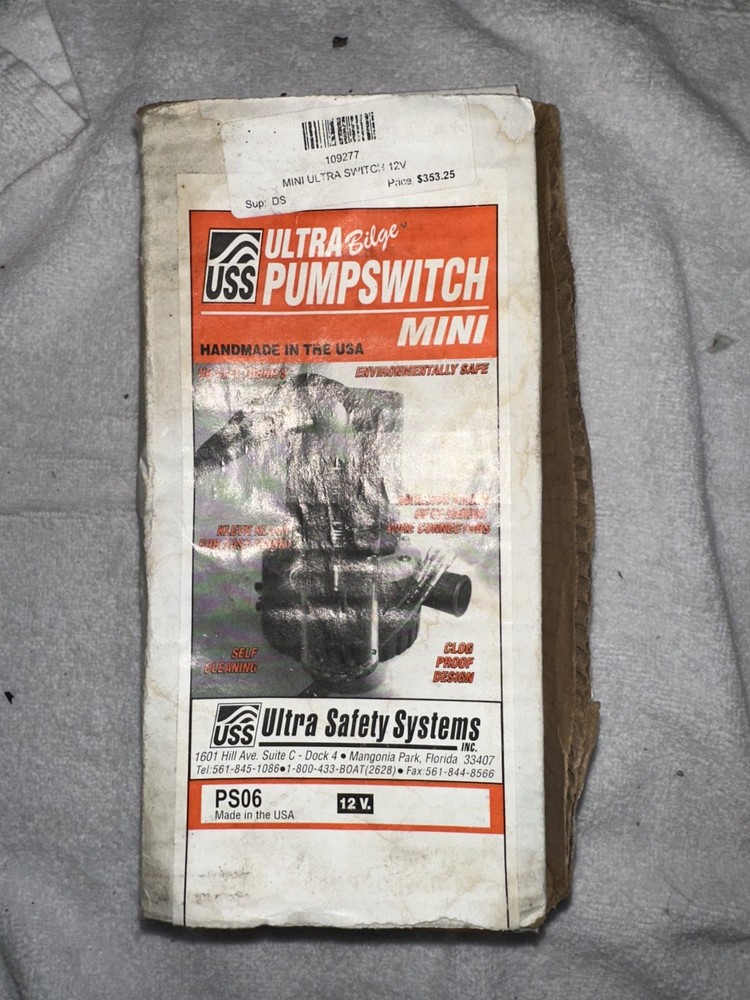 109277
MINI ULTRA SWITCH 12V
Sup: DS Price $353.25
USS ULTRA Bilge
PUMPSWITCH
MINI
HANDMADE IN THE USA
ENVIRONMENTALLY SAFE
WIRE CONNECTORS
SELF
CLEANING
CLOG
PROOF
DESIGN
USS Ultra Safety Systems
INC.
1601 Hill Ave. Suite C - Dock 4 • Mangonia Park, Florida 33407
Tel:561-845-1086•1-800-433-BOAT(2628)• Fax:561-844-8566
PS06 12 V.
Made in the USA